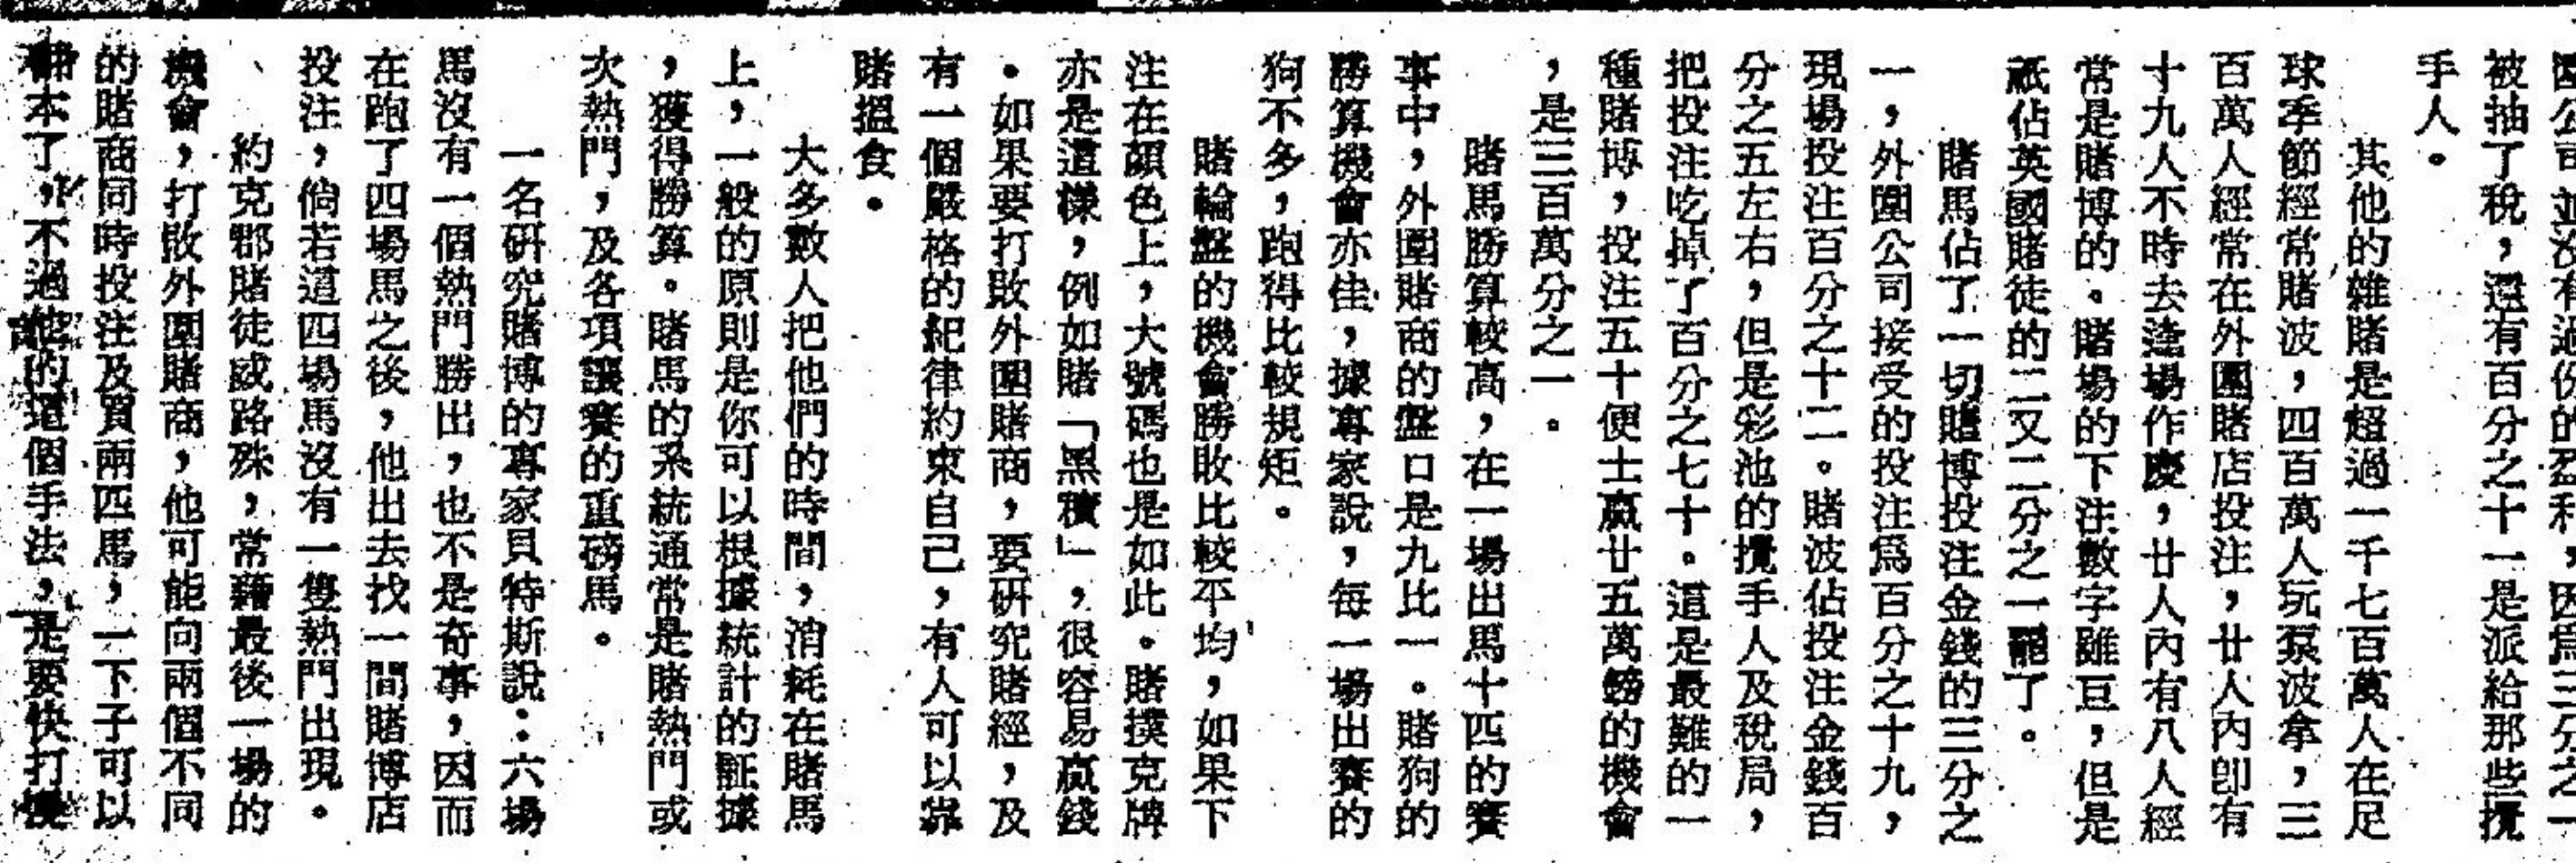 圍公司並沒有過份的盈利，因爲三分之一
被抽了稅，還有百分之十一是派給那些攪
手人。
其他的雜賭是超過一千七百萬人在足
球季節經常賭波，四百萬人玩泵波拿，三
百萬人經常在外圍賭店投注，廿人內卽有
十九人不時去逢場作慶，廿人內有八人經
常是賭博的。賭場的下注數字雖巨，但是
祇佔英國賭徒的二又二分之一罷了。
賭馬佔了一切賭博投注金錢的三分之
一，外圍公司接受的投注爲百分之十九，
現場投注百分之十二。賭波佔投注金錢百
分之五左右，但是彩池的攪手人及稅局，
把投注吃掉了百分之七十。這是最難的一
種賭博，投注五十便士贏廿五萬鎊的機會
，是三百萬分之一。
賭馬勝算較高，在一場出馬十匹的賽
事中，外圍賭商的盤口是九比一。賭狗的
勝算機會亦佳，據專家說，每一場出賽的
狗不多，跑得比較規矩。
賭輪盤的機會勝敗比較平均，如果下
注在顏色上，大號碼也是如此。賭撲克牌
亦是這樣，例如賭「黑積」，很容易贏錢
。如果要打敗外圍賭商，要研究賭經，及
有一個嚴格的紀律約束自己，有人可以靠
賭搵食。
大多數人把他們的時間，消耗在賭馬
上，一般的原則是你可以根據統計的証據
，獲得勝算。賭馬的系統通常是賭熱門或
次熱門，及各項讓賽的重磅馬。
一名研究賭博的專家貝特斯說：六場
馬沒有一個熱門勝出，也不是奇事，因而
在跑了四場馬之後，他出去找一間賭博店
投注，倘若這四場馬沒有一隻熱門出現。
、約克郡賭徒威路殊，常藉最後一場的
機會，打敗外圍賭商，他可能向兩個不同
的賭商同時投注及買兩匹馬，一下子可以
本了，不過他的這個手法，是要快打慢